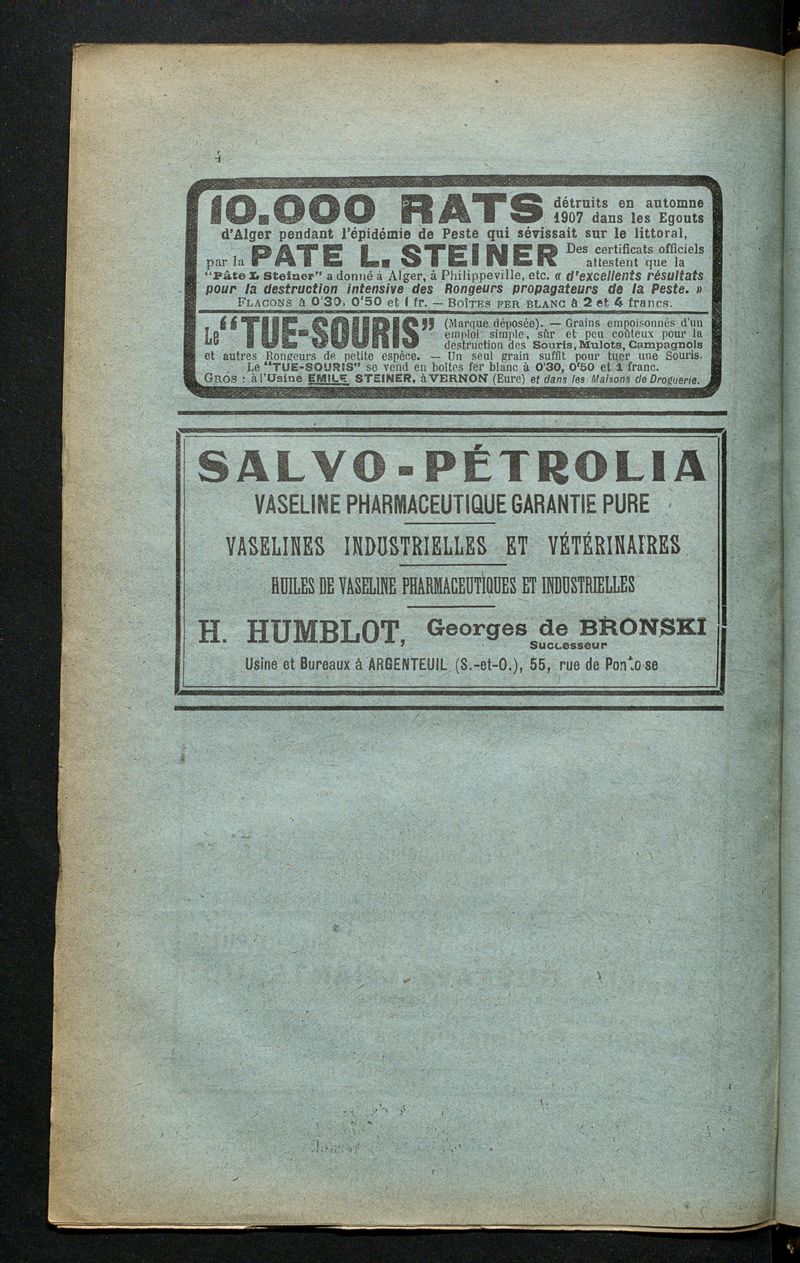 4
10.000 RATS détruits en automne
1907 dans les Egouts
d'Alger pendant l'épidémie de Peste qui sévissait sur le littoral,
par la PATE L. STEINER Des certificats officiels
attestent que la
"Pâte L. Steiner" a donné à Alger, à Philippeville, etc. « d'excellents résultats
pour la destruction intensive des Rongeurs propagateurs de la Peste. »
FLACONS à 0'30, 0'50 et 1 fr. — BOÎTES FER BLANC à 2 et 4 francs.
Le "TUE-SOURIS" (Marque déposée). — Grains empoisonnés d'un
emploi simple, sûr et peu coûteux pour la
destruction des Souris, Mulots, Campagnols
et autres Rongeurs de petite espèce. — Un seul grain suffit pour tuer une Souris.
Le "TUE-SOURIS" se vend en boîtes fer blanc à 0'30, 0'50 et 1 franc.
GROS : à l'Usine EMILE STEINER, à VERNON (Eure) et dans les Maisons de Droguerie.
SALVO-PÉTROLIA
VASELINE PHARMACEUTIQUE GARANTIE PURE
VASELINES INDUSTRIELLES ET VÉTÉRINAIRES
HUILES DE VASELINE PHARMACEUTIQUES ET INDUSTRIELLES
H. HUMBLOT, Georges de BRONSKI
Successeur
Usine et Bureaux à ARGENTEUIL (S.-et-O.), 55, rue de Pontoise